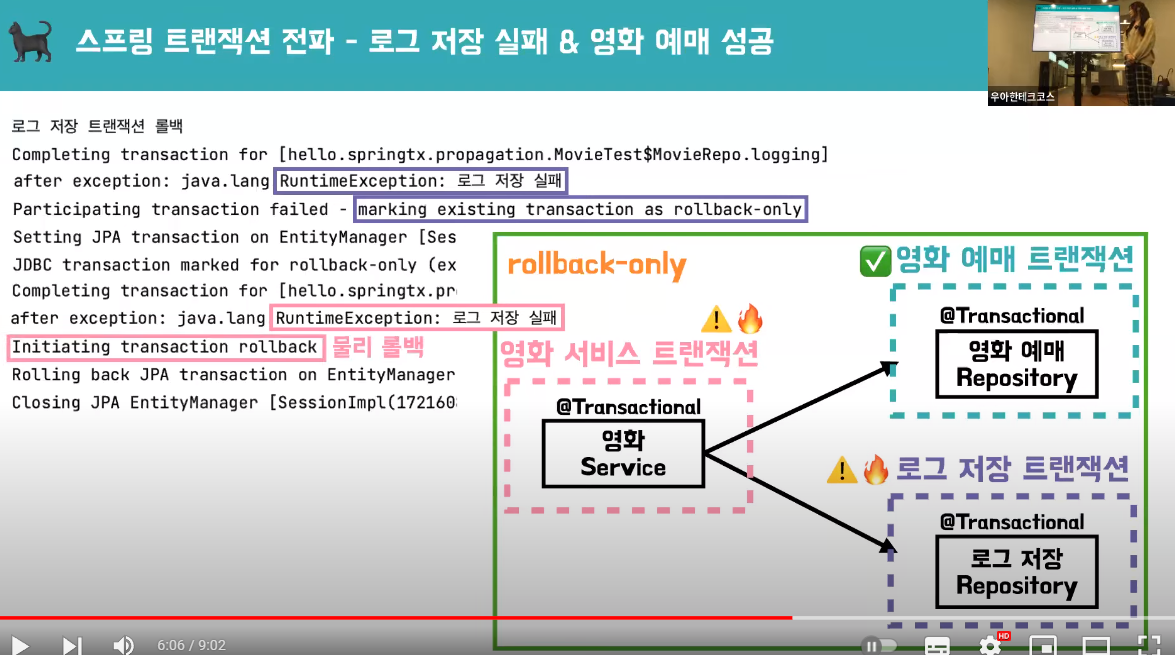 스프링 트랜잭션 전파 - 로그 저장 실패 & 영화 예매 성공
우아한테크코스
로그 저장 트랜잭션 롤백
Completing transaction for [hello.springtx.propagation.MovieTest$MovieRepo.logging]
after exception: java.lang RuntimeException: 로그 저장 실패
Participating transaction failed - marking existing transaction as rollback-only
Setting JPA transaction on EntityManager [Ses
JDBC transaction marked for rollback-only (ex
Completing transaction for [hello.springtx.pr
after exception: java.lang RuntimeException: 로그 저장 실패
Initiating transaction rollback 물리 롤백
Rolling back JPA transaction on EntityManager
Closing JPA EntityManager [SessionImpl(172160
rollback-only
영화 서비스 트랜잭션
@Transactional
영화
Service
영화 예매 트랜잭션
@Transactional
영화 예매
Repository
로그 저장 트랜잭션
@Transactional
로그 저장
Repository
6:06 / 9:02
HD